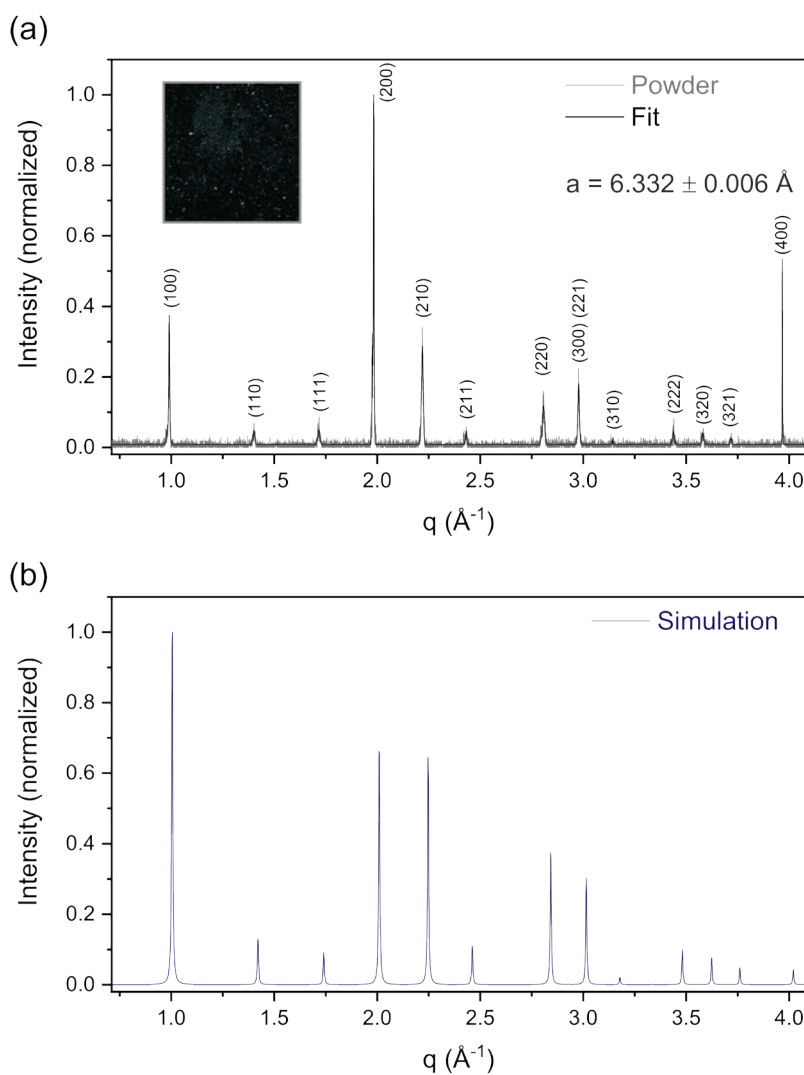 (a)
Powder
Fit
a = 6.332 ± 0.006 Å
(100)
(110)
(111)
(200)
(210)
(211)
(220)
(300) (221)
(310)
(222)
(320)
(321)
(400)
Intensity (normalized)
1.0
0.8
0.6
0.4
0.2
0.0
1.0 1.5 2.0 2.5 3.0 3.5 4.0
q (Å⁻¹)
(b)
Simulation
Intensity (normalized)
1.0
0.8
0.6
0.4
0.2
0.0
1.0 1.5 2.0 2.5 3.0 3.5 4.0
q (Å⁻¹)